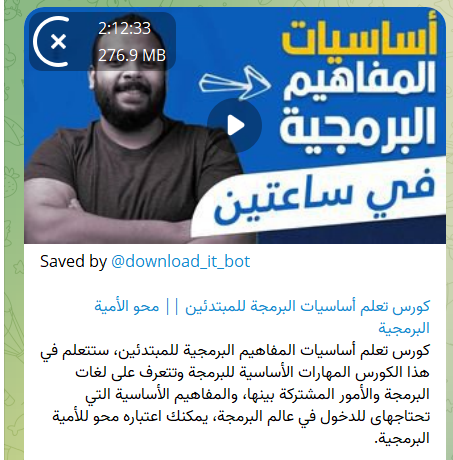 2:12:33
276.9 MB
أساسيات
المفاهيم
البرمجية
في ساعتين
Saved by @download_it_bot
كورس تعلم أساسيات البرمجة للمبتدئين || محو الأمية
البرمجية
كورس تعلم أساسيات المفاهيم البرمجية للمبتدئين، ستتعلم في
هذا الكورس المهارات الأساسية للبرمجة وتتعرف على لغات
البرمجة والأمور المشتركة بينها، والمفاهيم الأساسية التي
تحتاجهاى للدخول في عالم البرمجة، يمكنك اعتباره محو للأمية
البرمجية.